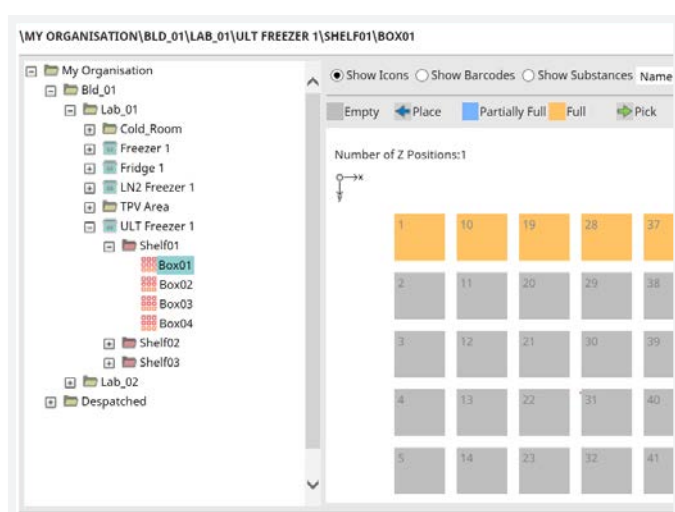 \MY ORGANISATION\BLD_01\LAB_01\ULT FREEZER 1\SHELF01\BOX01
My Organisation
Bld_01
Lab_01
Cold_Room
Freezer 1
Fridge 1
LN2 Freezer 1
TPV Area
ULT Freezer 1
Shelf01
Box01
Box02
Box03
Box04
Shelf02
Shelf03
Lab_02
Despatched
Show Icons Show Barcodes Show Substances Name
Empty Place Partially Full Full Pick
Number of Z Positions:1
x
y
1 10 19 28 37
2 11 20 29 38
3 12 21 30 39
4 13 22 31 40
5 14 23 32 41